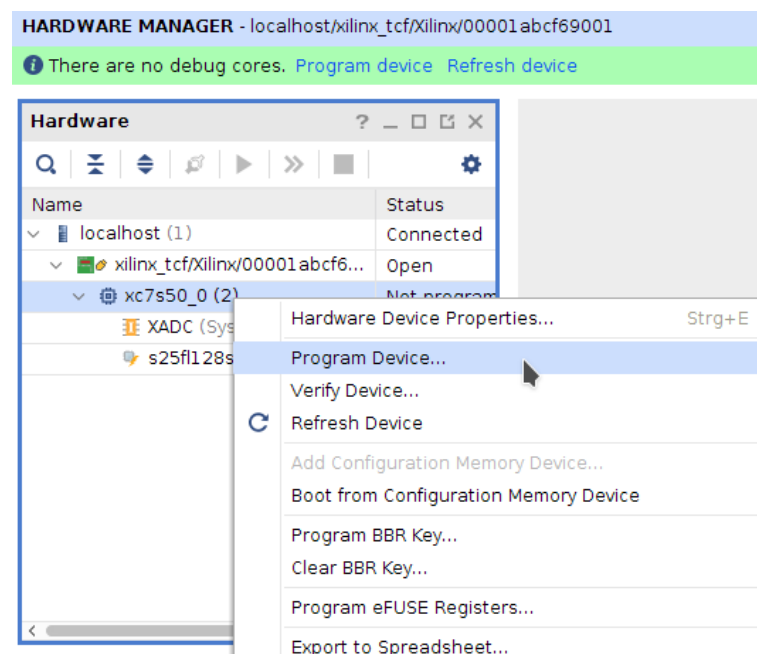 HARDWARE MANAGER - localhost/xilinx_tcf/Xilinx/00001abcf69001
There are no debug cores. Program device Refresh device
Hardware
Name Status
localhost (1) Connected
xilinx_tcf/Xilinx/00001abcf6... Open
xc7s50_0 (2) Not program
XADC (Sys
s25fl128s
Hardware Device Properties... Strg+E
Program Device...
Verify Device...
Refresh Device
Add Configuration Memory Device...
Boot from Configuration Memory Device
Program BBR Key...
Clear BBR Key...
Program eFUSE Registers...
Export to Spreadsheet...